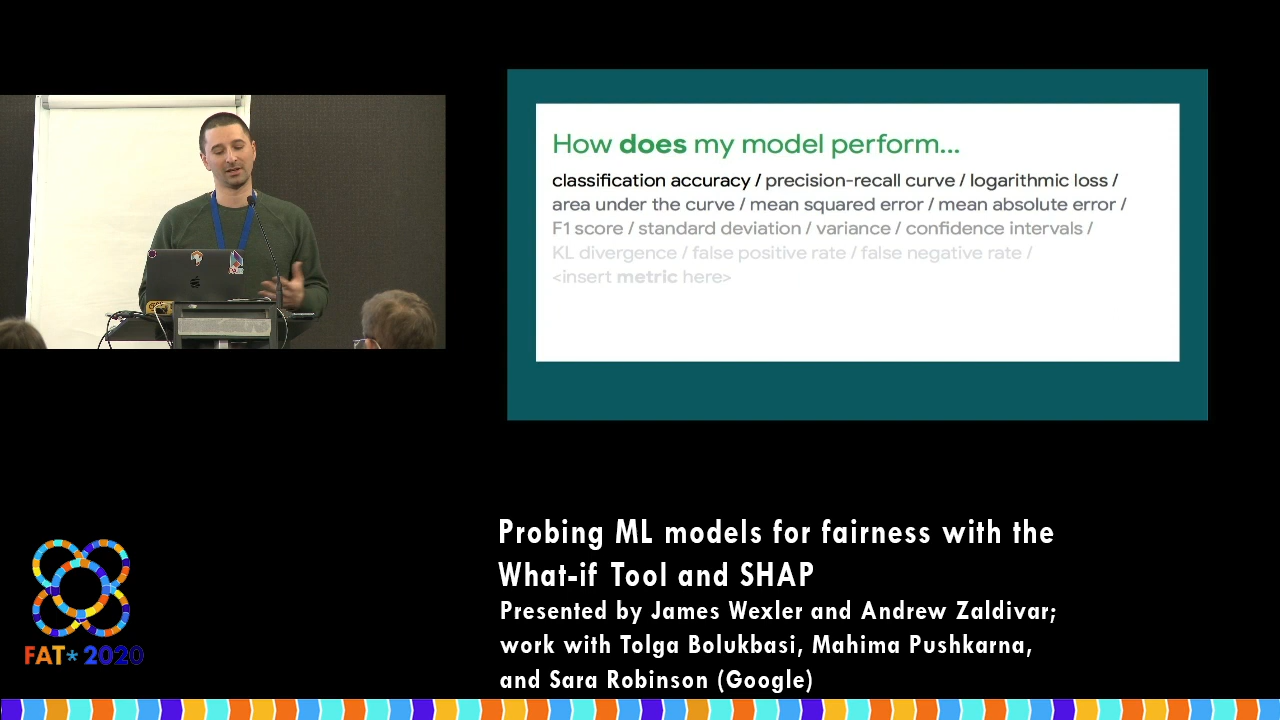 How does my model perform...
classification accuracy / precision-recall curve / logarithmic loss /
area under the curve / mean squared error / mean absolute error /
F1 score / standard deviation / variance / confidence intervals /
KL divergence / false positive rate / false negative rate /
<insert metric here>
Probing ML models for fairness with the
What-if Tool and SHAP
Presented by James Wexler and Andrew Zaldivar;
work with Tolga Bolukbasi, Mahima Pushkarna,
and Sara Robinson (Google)
FAT* 2020